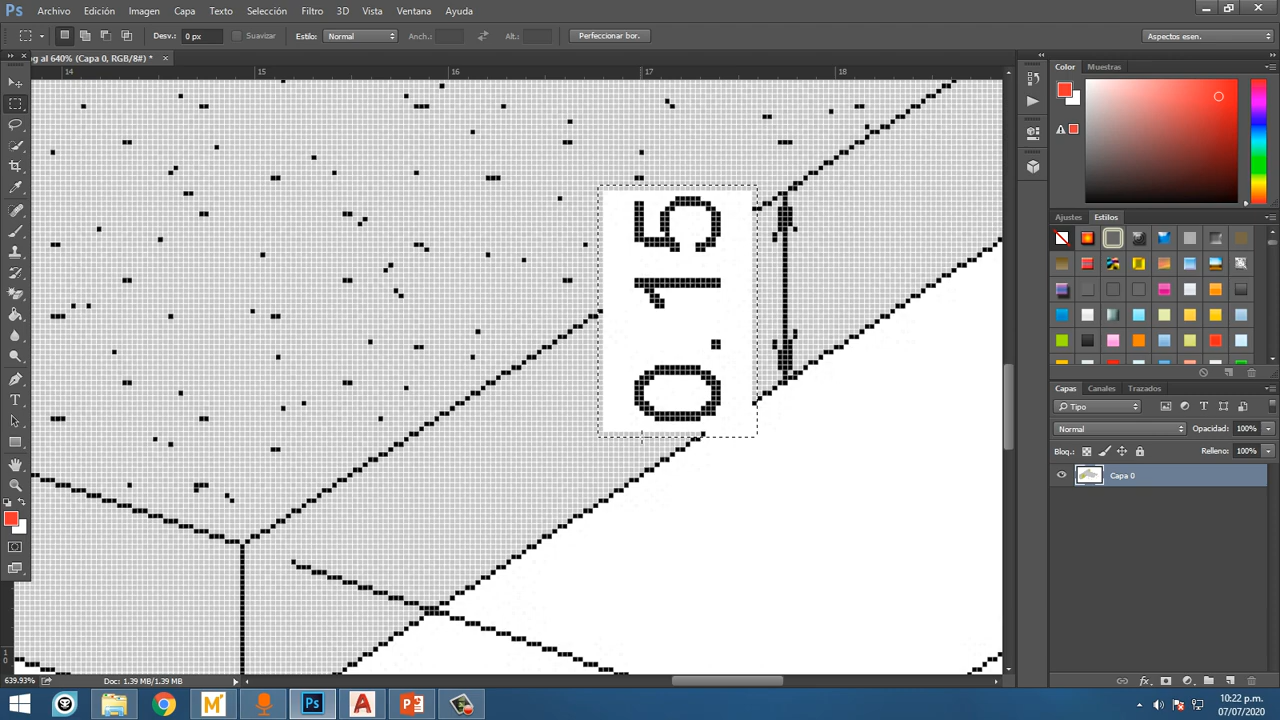 Ps Archivo Edición Imagen Capa Texto Selección Filtro 3D Vista Ventana Ayuda
Desv.: 0 px Suavizar Estilo: Normal Anch.: Alt.: Perfeccionar bor. Aspectos esen.
g al 640% (Capa 0, RGB/8#) * ×
14 15 16 17 18
0.15
639.93% Doc: 1.39 MB/1.39 MB
Color Muestras
Ajustes Estilos
Capas Canales Trazados
Tipo
Normal Opacidad: 100%
Bloq.: Relleno: 100%
Capa 0
10:22 p.m.
07/07/2020